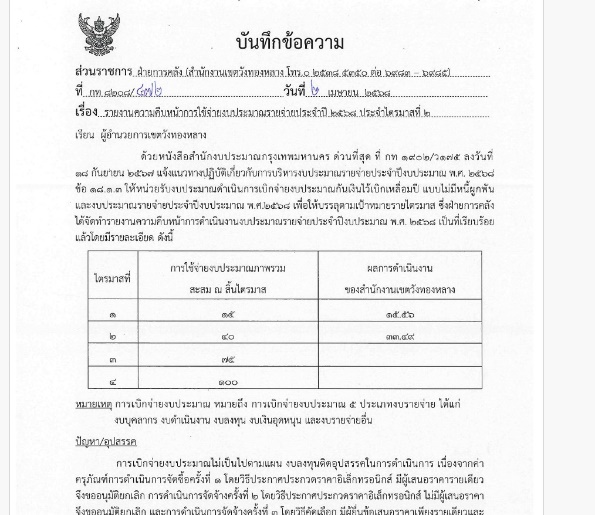 บันทึกข้อความ
ส่วนราชการ ฝ่ายการคลัง (สำนักงานเขตวังทองหลาง โทร.๐ ๒๕๓๘ ๕๓๕๐ ต่อ ๖๙๘๓ – ๖๙๘๕)
ที่ กท ๘๒๐๘/๔๗๒ วันที่ ๒ เมษายน ๒๕๖๘
เรื่อง รายงานความคืบหน้าการใช้จ่ายงบประมาณรายจ่ายประจำปี ๒๕๖๘ ประจำไตรมาสที่ ๒
เรียน ผู้อำนวยการเขตวังทองหลาง
ด้วยหนังสือสำนักงบประมาณกรุงเทพมหานคร ด่วนที่สุด ที่ กท ๑๙๐๒/ว๑๗๕ ลงวันที่
๑๘ กันยายน ๒๕๖๗ แจ้งแนวทางปฏิบัติเกี่ยวกับการบริหารงบประมาณรายจ่ายประจำปีงบประมาณ พ.ศ. ๒๕๖๘
ข้อ ๑๘.๑.๓ ให้หน่วยรับงบประมาณดำเนินการเบิกจ่ายงบประมาณกันเงินไว้เบิกเหลื่อมปี แบบไม่มีหนี้ผูกพัน
และงบประมาณรายจ่ายประจำปีงบประมาณ พ.ศ.๒๕๖๘ เพื่อให้บรรลุตามเป้าหมายรายไตรมาส ซึ่งฝ่ายการคลัง
ได้จัดทำรายงานความคืบหน้าการดำเนินงานงบประมาณรายจ่ายประจำปีงบประมาณ พ.ศ. ๒๕๖๘ เป็นที่เรียบร้อย
แล้วโดยมีรายละเอียด ดังนี้
ไตรมาสที่ การใช้จ่ายงบประมาณภาพรวม ผลการดำเนินงาน
สะสม ณ สิ้นไตรมาส ของสำนักงานเขตวังทองหลาง
๑ ๑๕ ๑๕.๕๖
๒ ๔๐ ๓๓.๔๙
๓ ๗๕
๔ ๑๐๐
หมายเหตุ การเบิกจ่ายงบประมาณ หมายถึง การเบิกจ่ายงบประมาณ ๕ ประเภทงบรายจ่าย ได้แก่
งบบุคลากร งบดำเนินงาน งบลงทุน งบเงินอุดหนุน และงบรายจ่ายอื่น
ปัญหา/อุปสรรค
การเบิกจ่ายงบประมาณไม่เป็นไปตามแผน งบลงทุนติดอุปสรรคในการดำเนินการ เนื่องจากค่า
ครุภัณฑ์การดำเนินการจัดซื้อครั้งที่ ๑ โดยวิธีประกาศประกวดราคาอิเล็กทรอนิกส์ มีผู้เสนอราคารายเดียว
จึงขออนุมัติยกเลิก การดำเนินการจัดจ้างครั้งที่ ๒ โดยวิธีประกาศประกวดราคาอิเล็กทรอนิกส์ ไม่มีผู้เสนอราคา
จึงขออนุมัติยกเลิก และการดำเนินการจัดจ้างครั้งที่ ๓ โดยวิธีคัดเลือก มีผู้ยื่นข้อเสนอราคาเพียงรายเดียวและ